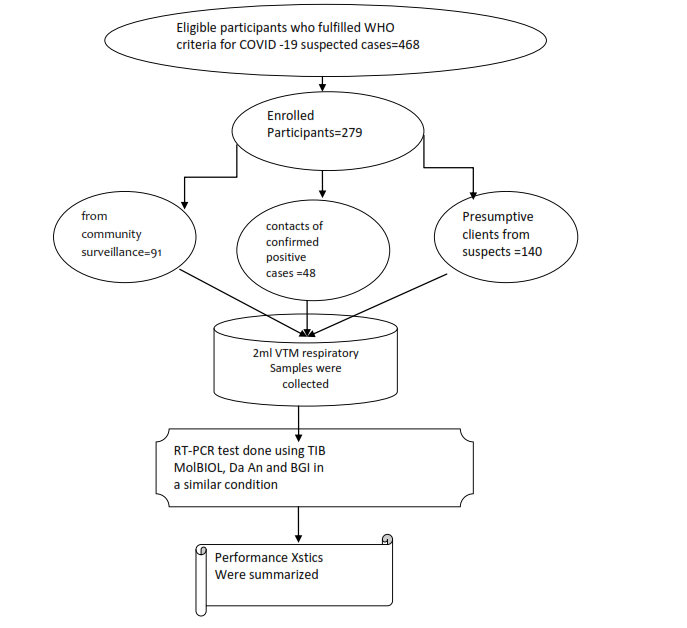 Eligible participants who fulfilled WHO
criteria for COVID -19 suspected cases=468
Enrolled
Participants=279
from
community
surveillance=91
contacts of
confirmed
positive
cases =48
Presumptive
clients from
suspects =140
2ml VTM respiratory
Samples were
collected
RT-PCR test done using TIB
MolBIOL, Da An and BGI in
a similar condition
Performance Xstics
Were summarized